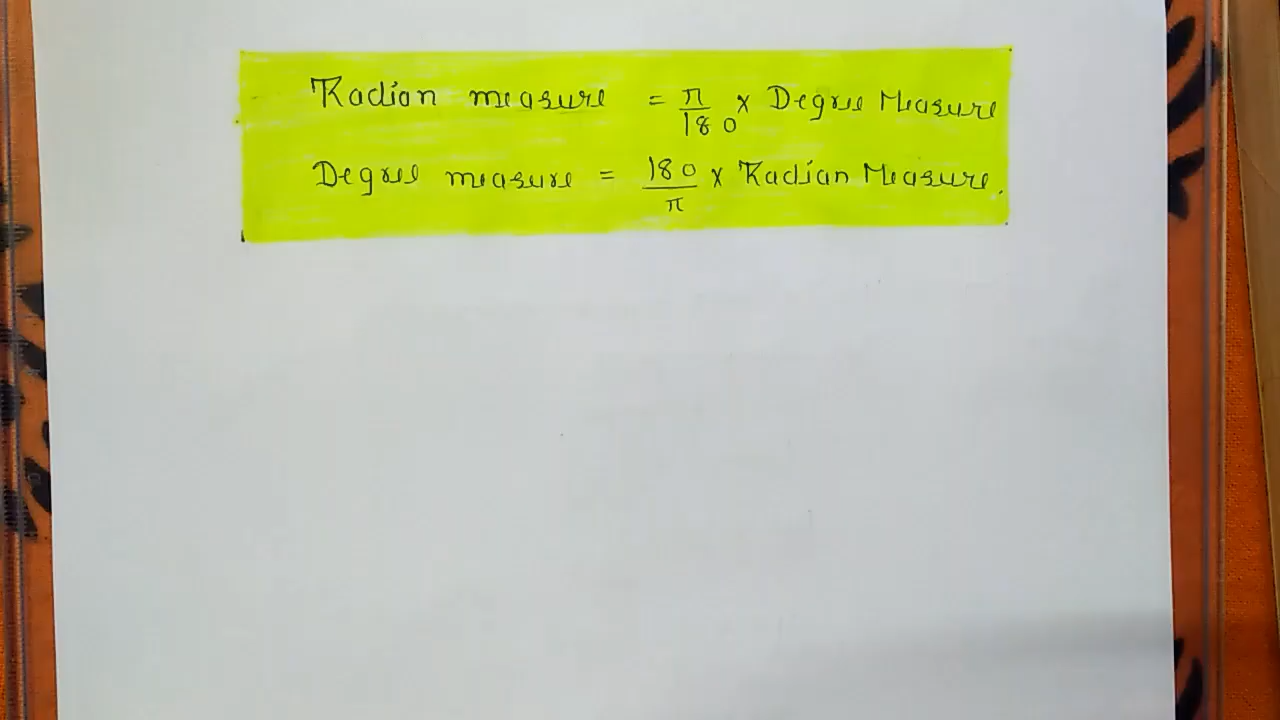 Radian measure = π/180 × Degree Measure
Degree measure = 180/π × Radian Measure.